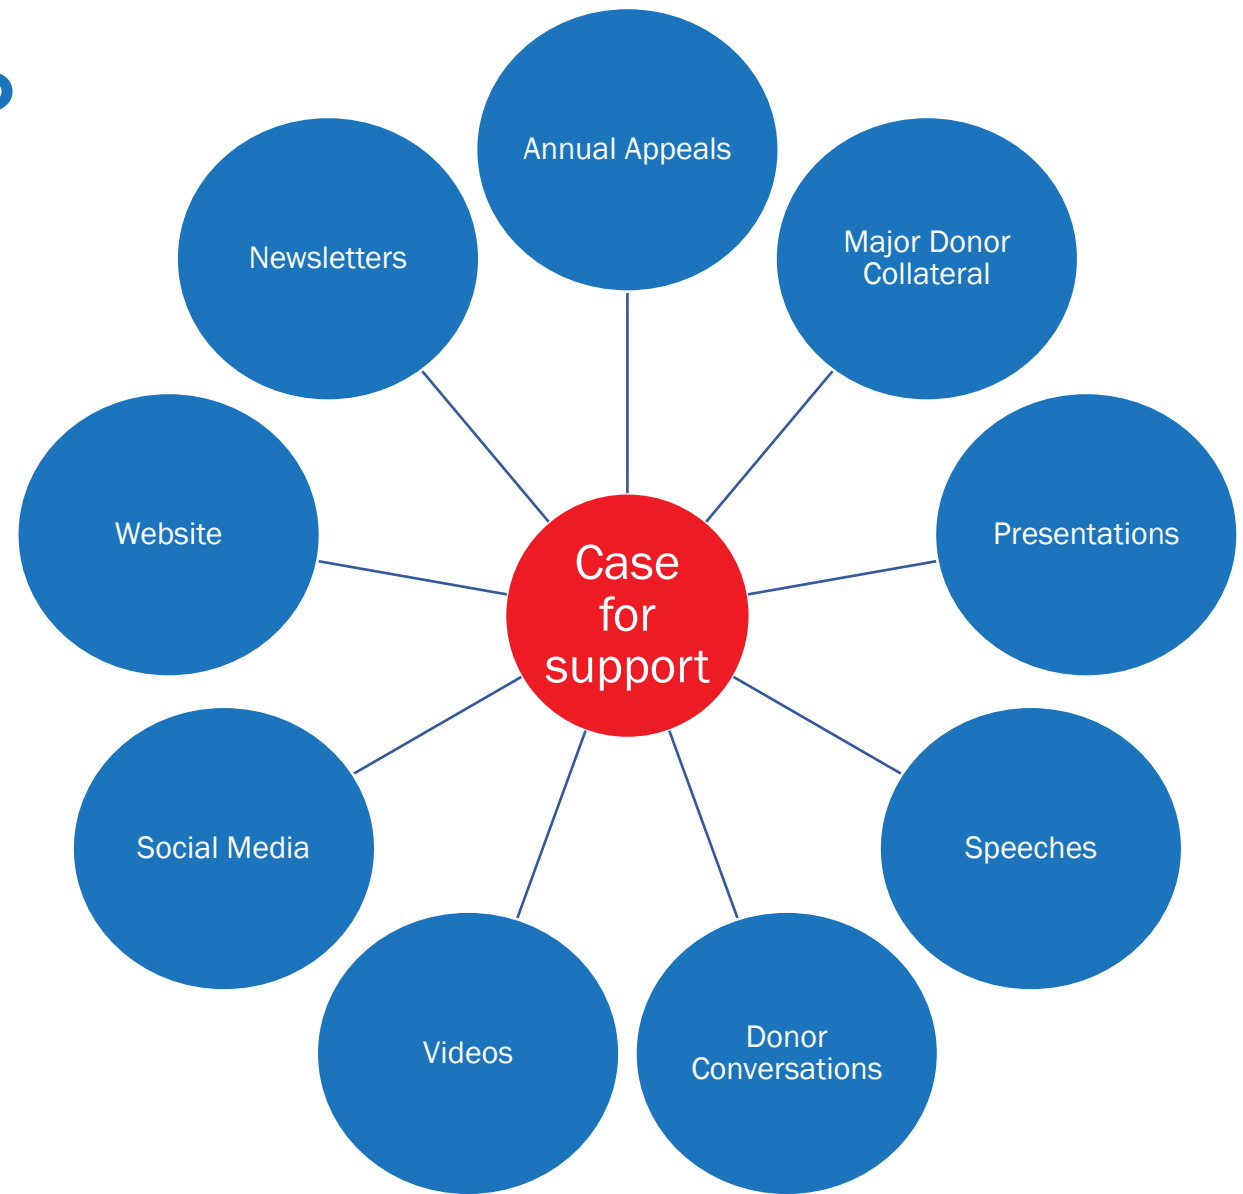 Annual Appeals
Major Donor
Collateral
Presentations
Speeches
Donor
Conversations
Videos
Social Media
Website
Newsletters
Case
for
support